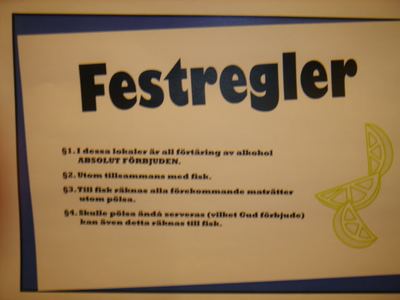 Festregler
§1. I dessa lokaler är all förtäring av alkohol
ABSOLUT FÖRBJUDEN.
§2. Utom tillsammans med fisk.
§3. Till fisk räknas alla förekommande maträtter
utom pölsa.
§4. Skulle pölsa ändå serveras (vilket Gud förbjude)
kan även detta räknas till fisk.